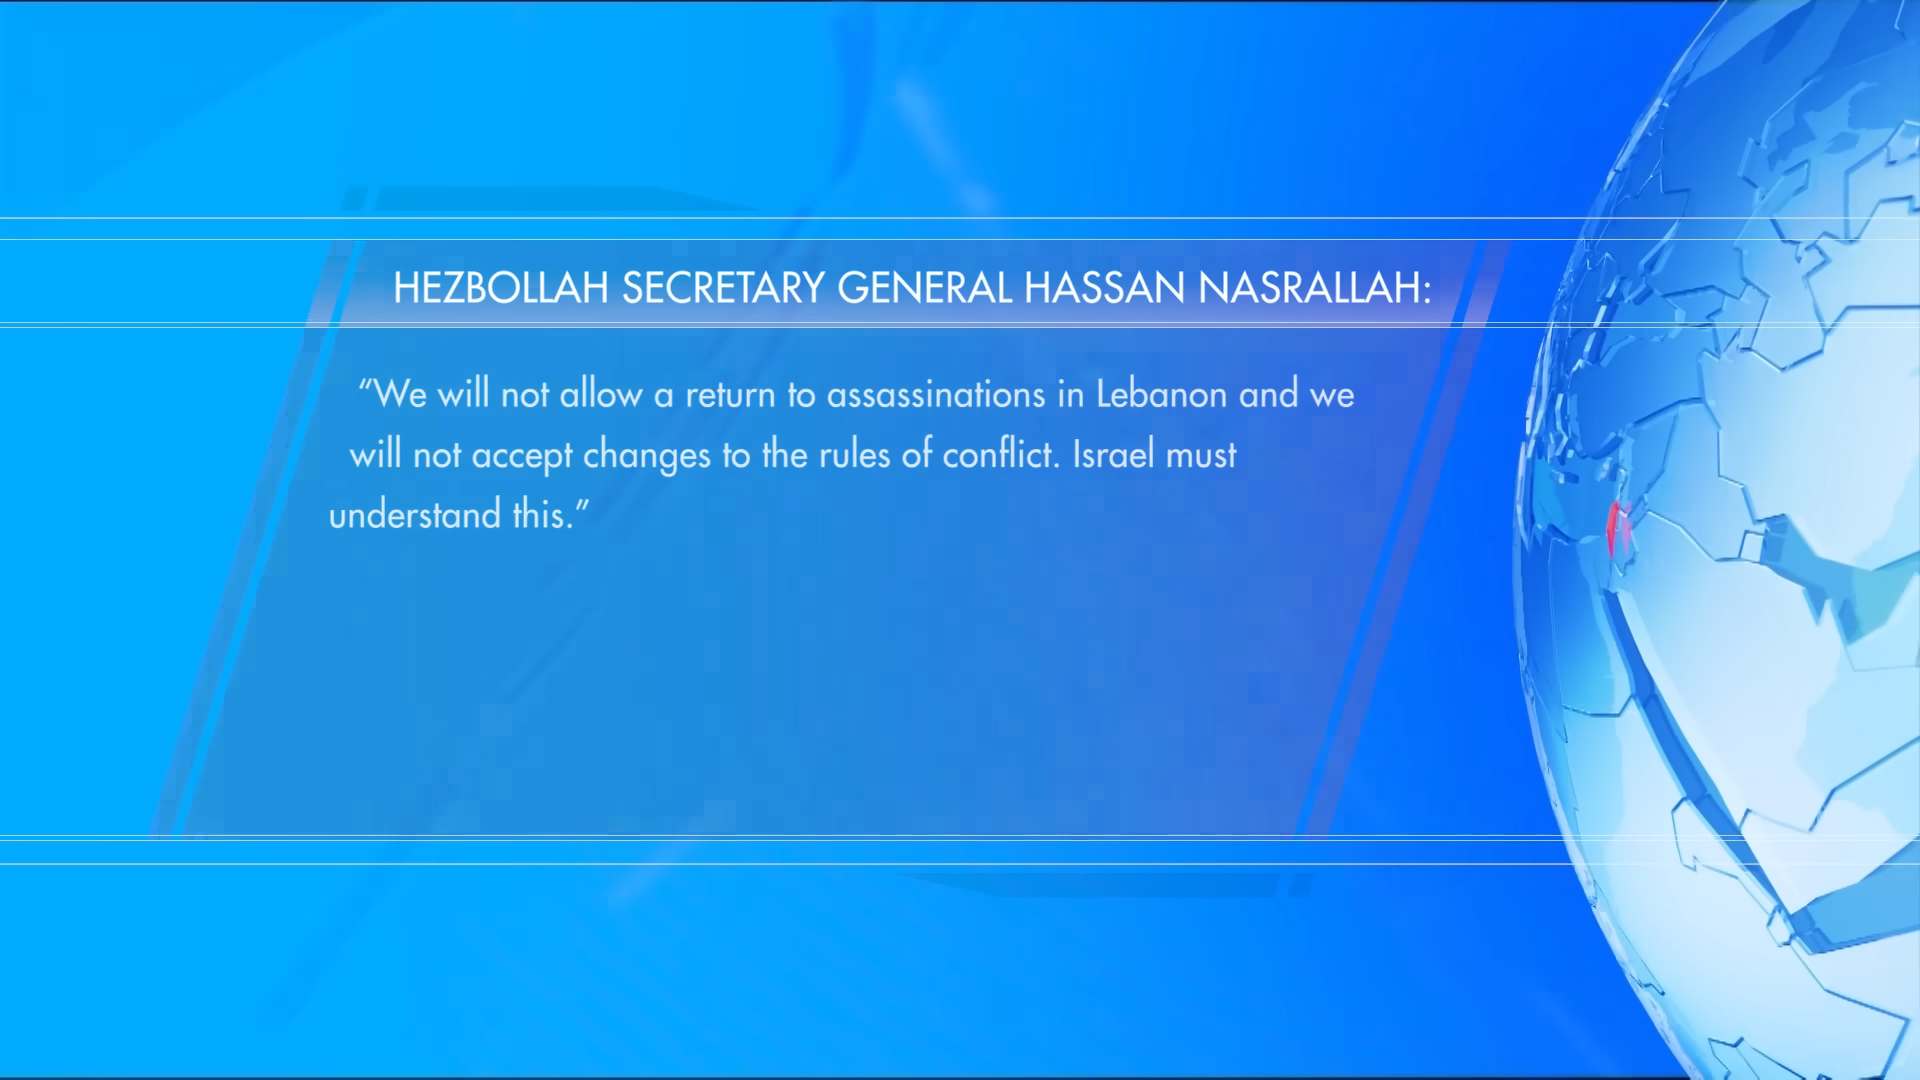 HEZBOLLAH SECRETARY GENERAL HASSAN NASRALLAH:
“We will not allow a return to assassinations in Lebanon and we
will not accept changes to the rules of conflict. Israel must
understand this.”